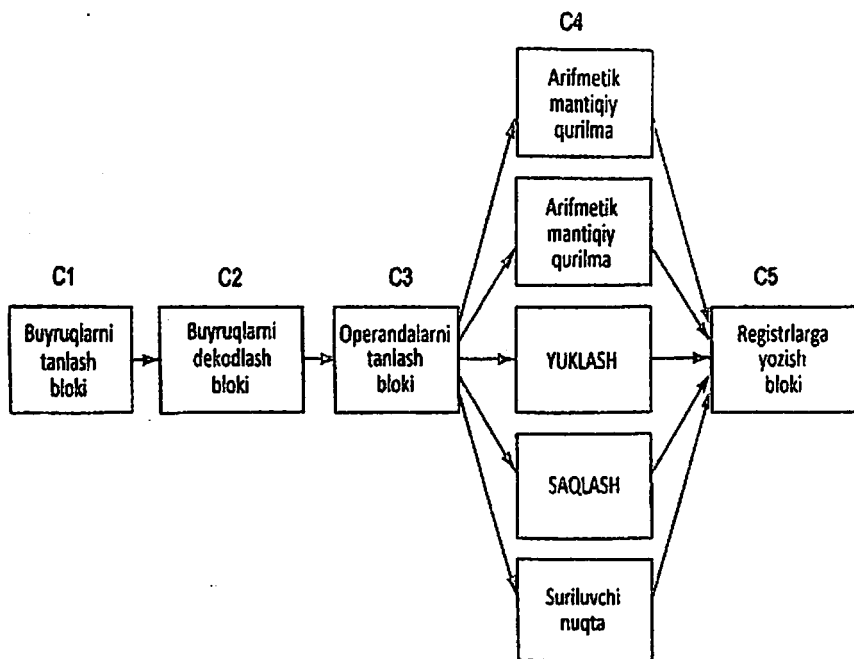 C4
Arifmetik
mantiqiy
qurilma
Arifmetik
mantiqiy
qurilma
C1
C2
C3
C5
Buyruqlarni
tanlash
bloki
Buyruqlarni
dekodlash
bloki
Operandalarni
tanlash
bloki
YUKLASH
Registrlarga
yozish
bloki
SAQLASH
Suriluvchi
nuqta